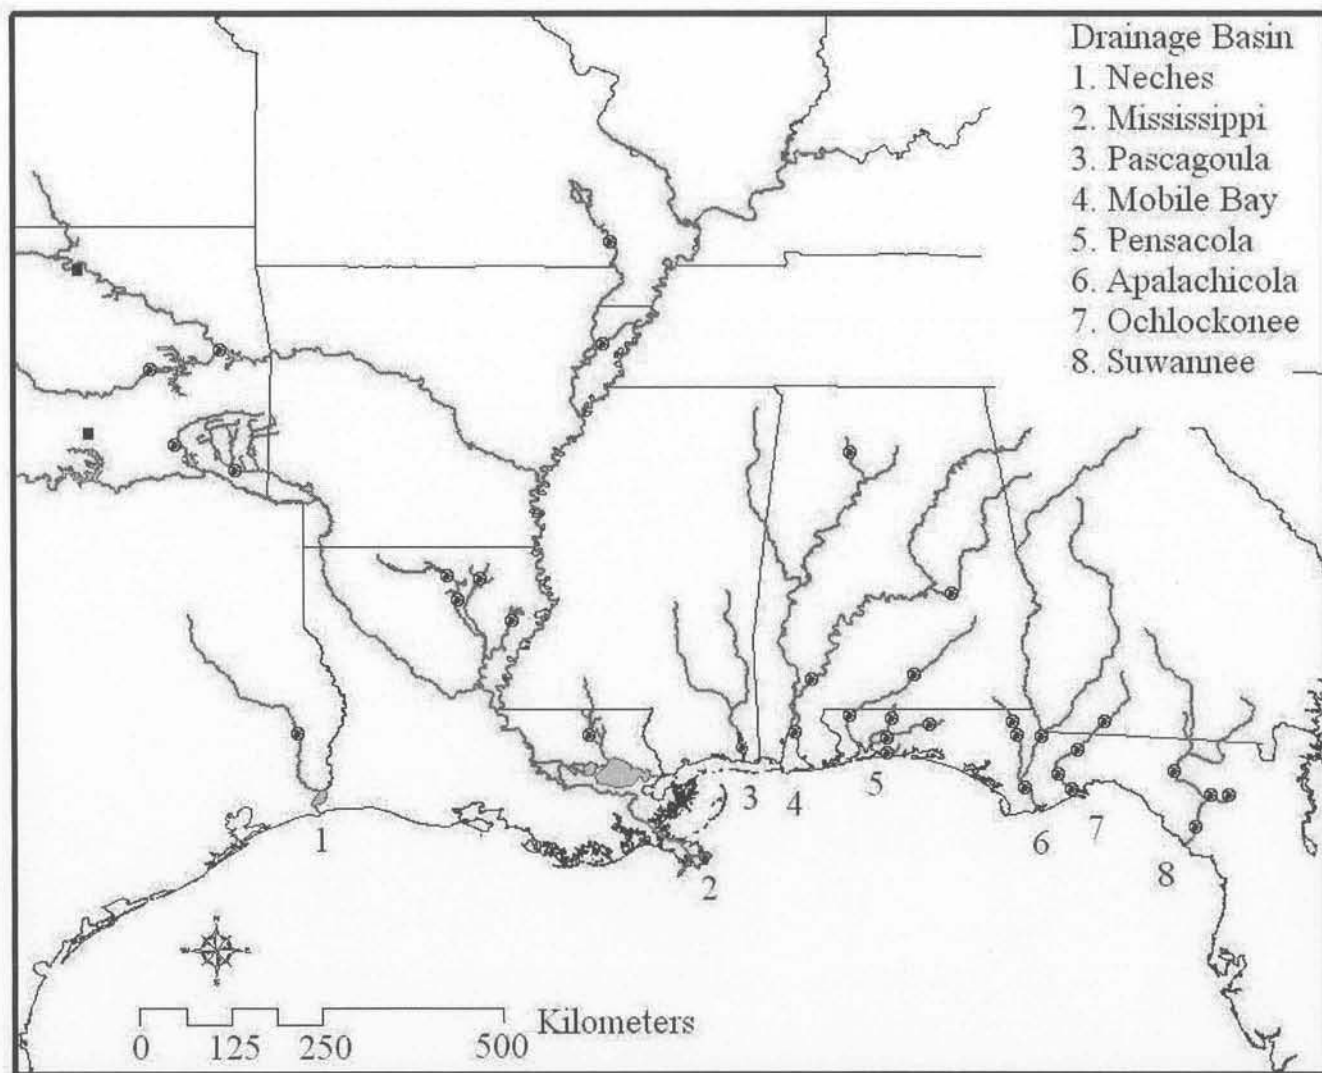 Drainage Basin
1. Neches
2. Mississippi
3. Pascagoula
4. Mobile Bay
5. Pensacola
6. Apalachicola
7. Ochlockonee
8. Suwannee
1
2
3
4
5
6
7
8
N
W E
S
Kilometers
0 125 250 500